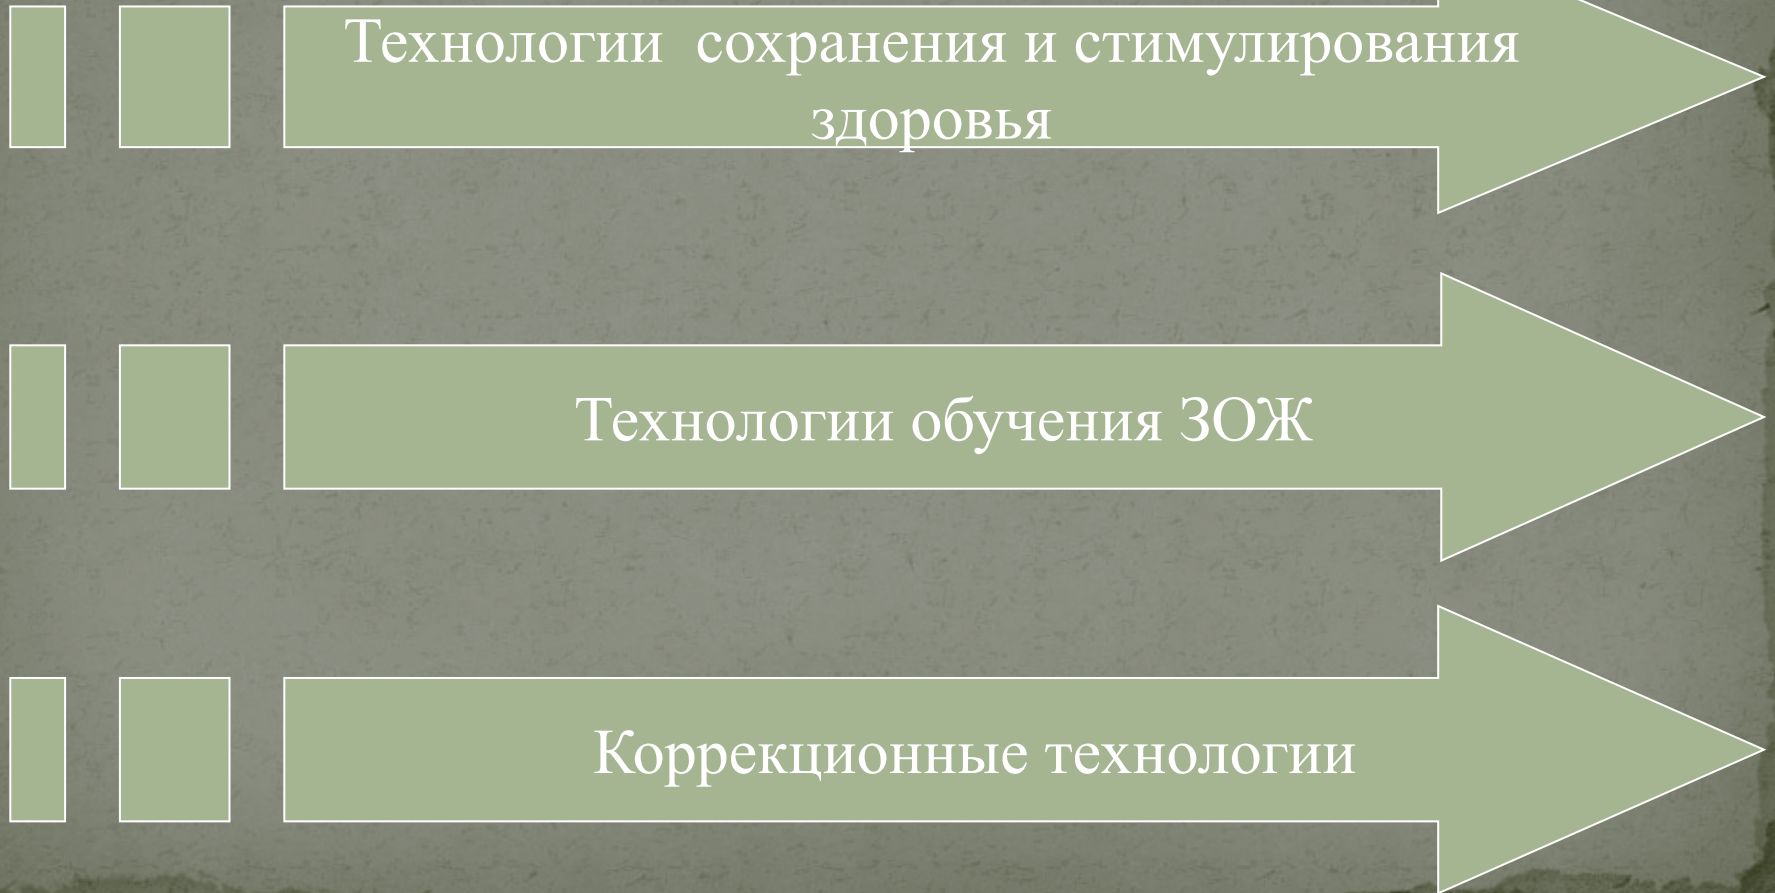 Технологии сохранения и стимулирования
здоровья
Технологии обучения ЗОЖ
Коррекционные технологии